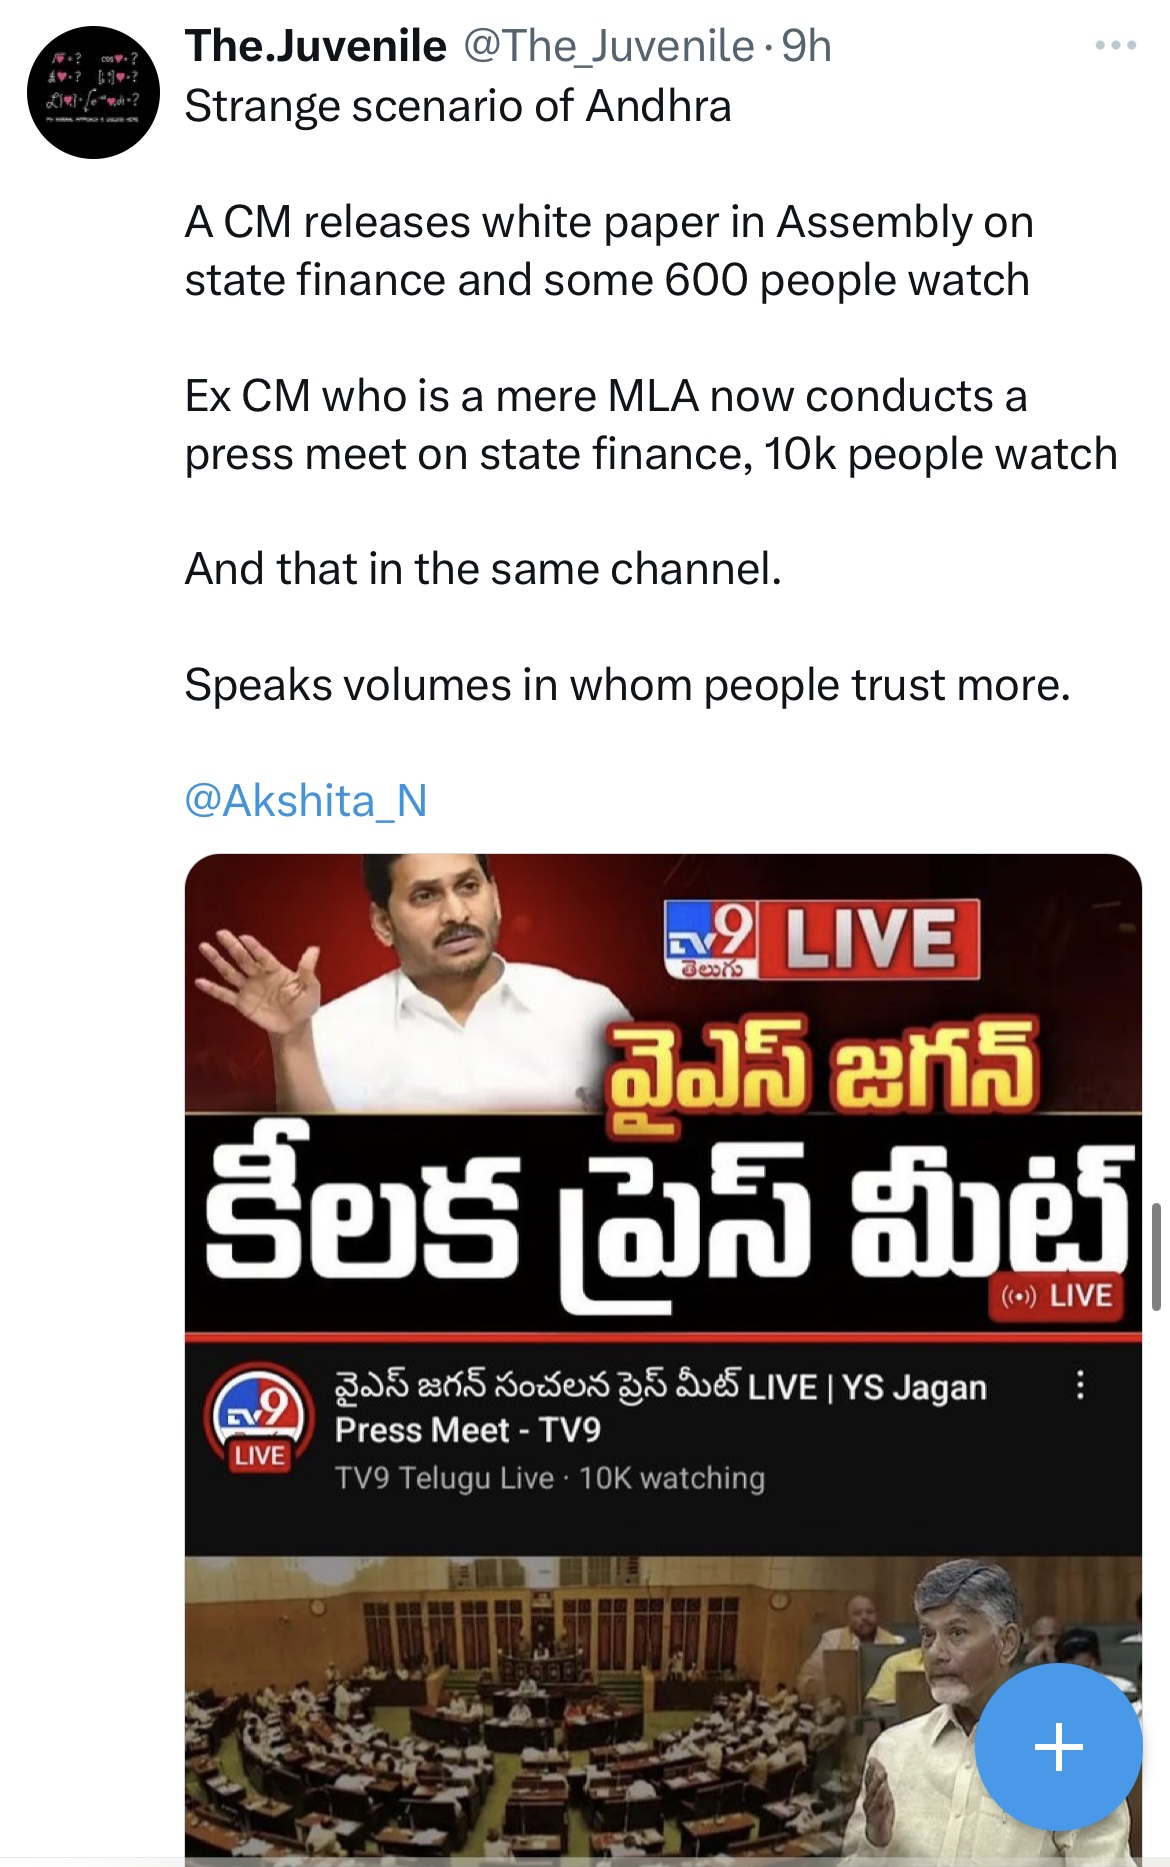 The.Juvenile @The_Juvenile · 9h
Strange scenario of Andhra
A CM releases white paper in Assembly on
state finance and some 600 people watch
Ex CM who is a mere MLA now conducts a
press meet on state finance, 10k people watch
And that in the same channel.
Speaks volumes in whom people trust more.
@Akshita_N
TV9 LIVE
తెలుగు
వైఎస్ జగన్
కీలక ప్రెస్ మీట్
LIVE
TV9 వైఎస్ జగన్ సంచలన ప్రెస్ మీట్ LIVE | YS Jagan
LIVE Press Meet - TV9
TV9 Telugu Live · 10K watching